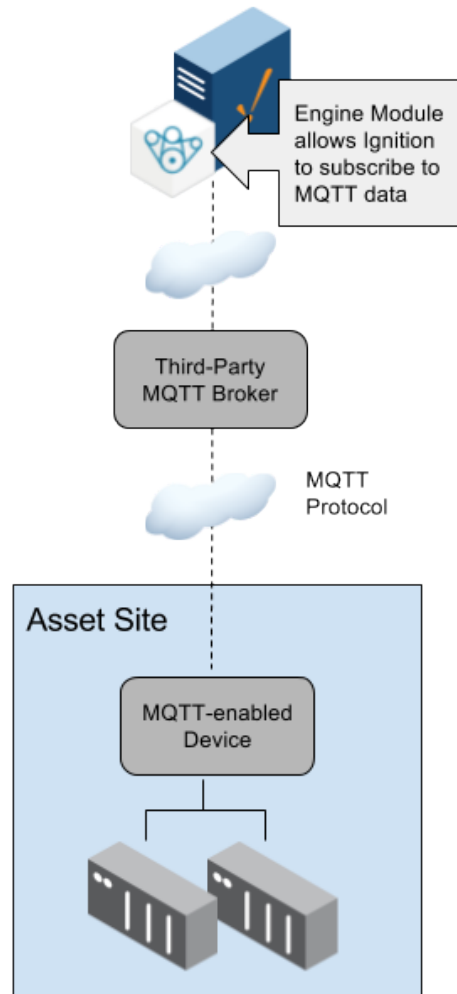 Engine Module
allows Ignition
to subscribe to
MQTT data
Third-Party
MQTT Broker
MQTT
Protocol
Asset Site
MQTT-enabled
Device